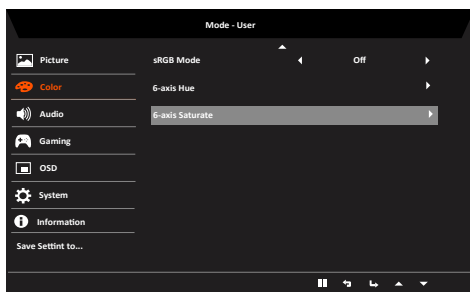 Mode - User
Picture
sRGB Mode Off
Color
6-axis Hue
Audio
6-axis Saturate
Gaming
OSD
System
Information
Save Settint to...